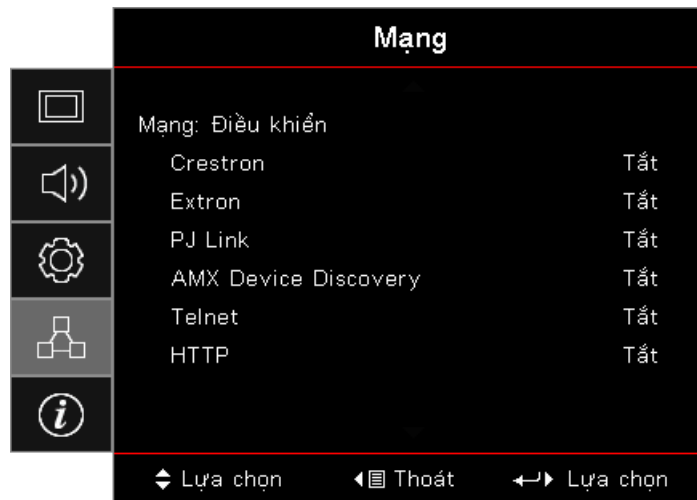 Mạng
Mạng: Điều khiển
Crestron Tắt
Extron Tắt
PJ Link Tắt
AMX Device Discovery Tắt
Telnet Tắt
HTTP Tắt
Lựa chọn Thoát Lựa chọn